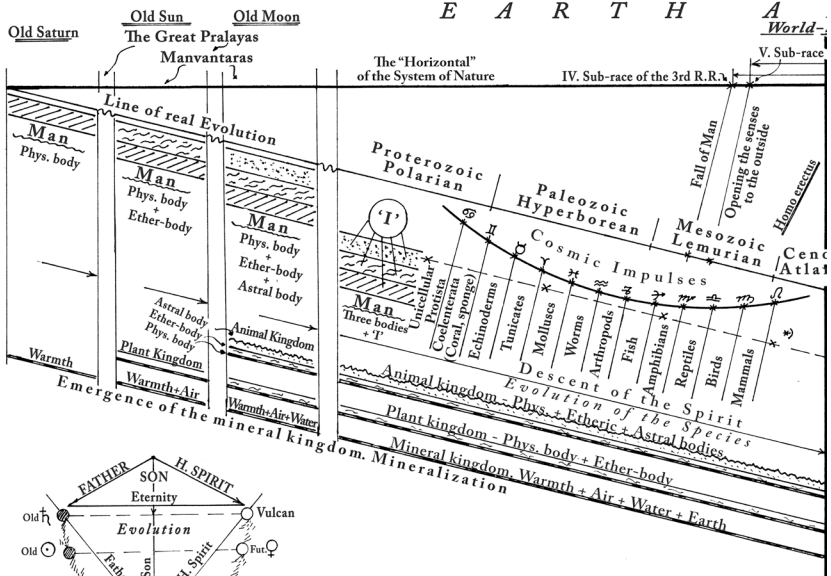 E A R T H A
Old Saturn
Old Sun
Old Moon
The Great Pralayas
Manvantaras
World-
V. Sub-race
The “Horizontal”
of the System of Nature
IV. Sub-race of the 3rd R.R.
Line of real Evolution
Man
Phys. body
Man
Phys. body
+
Ether-body
Man
Phys. body
+
Ether-body
+
Astral body
Proterozoic
Polarian
Paleozoic
Hyperborean
Mesozoic
Lemurian
Ceno
Atlat
Fall of Man
Opening the senses
to the outside
Homo erectus
‘I’
Cosmic Impulses
♋ ♊ ♉ ♈ ♓ ♒ ♑ ♐ ♏ ♎ ♍ ♌
Man
Three bodies
+ ‘I’
Unicellular
Protista
Coelenterata
(Coral, sponge)
Echinoderms
Tunicates
Molluscs
Worms
Arthropods
Fish
Amphibians
Reptiles
Birds
Mammals
*)
Astral body
Ether-body
Phys. body
Animal Kingdom
Plant Kingdom
Warmth
Warmth+Air
Warmth+Air+Water
Descent of the Spirit
Evolution of the Species
Animal kingdom - Phys. + Etheric + Astral bodies
Plant kingdom - Phys. body + Ether-body
Mineral kingdom. Warmth + Air + Water + Earth
Emergence of the mineral kingdom. Mineralization
FATHER
SON
H. SPIRIT
Eternity
Old ♄
Vulcan
Evolution
Old ☉
Fut. ♀
Fath
Son
H. Spirit